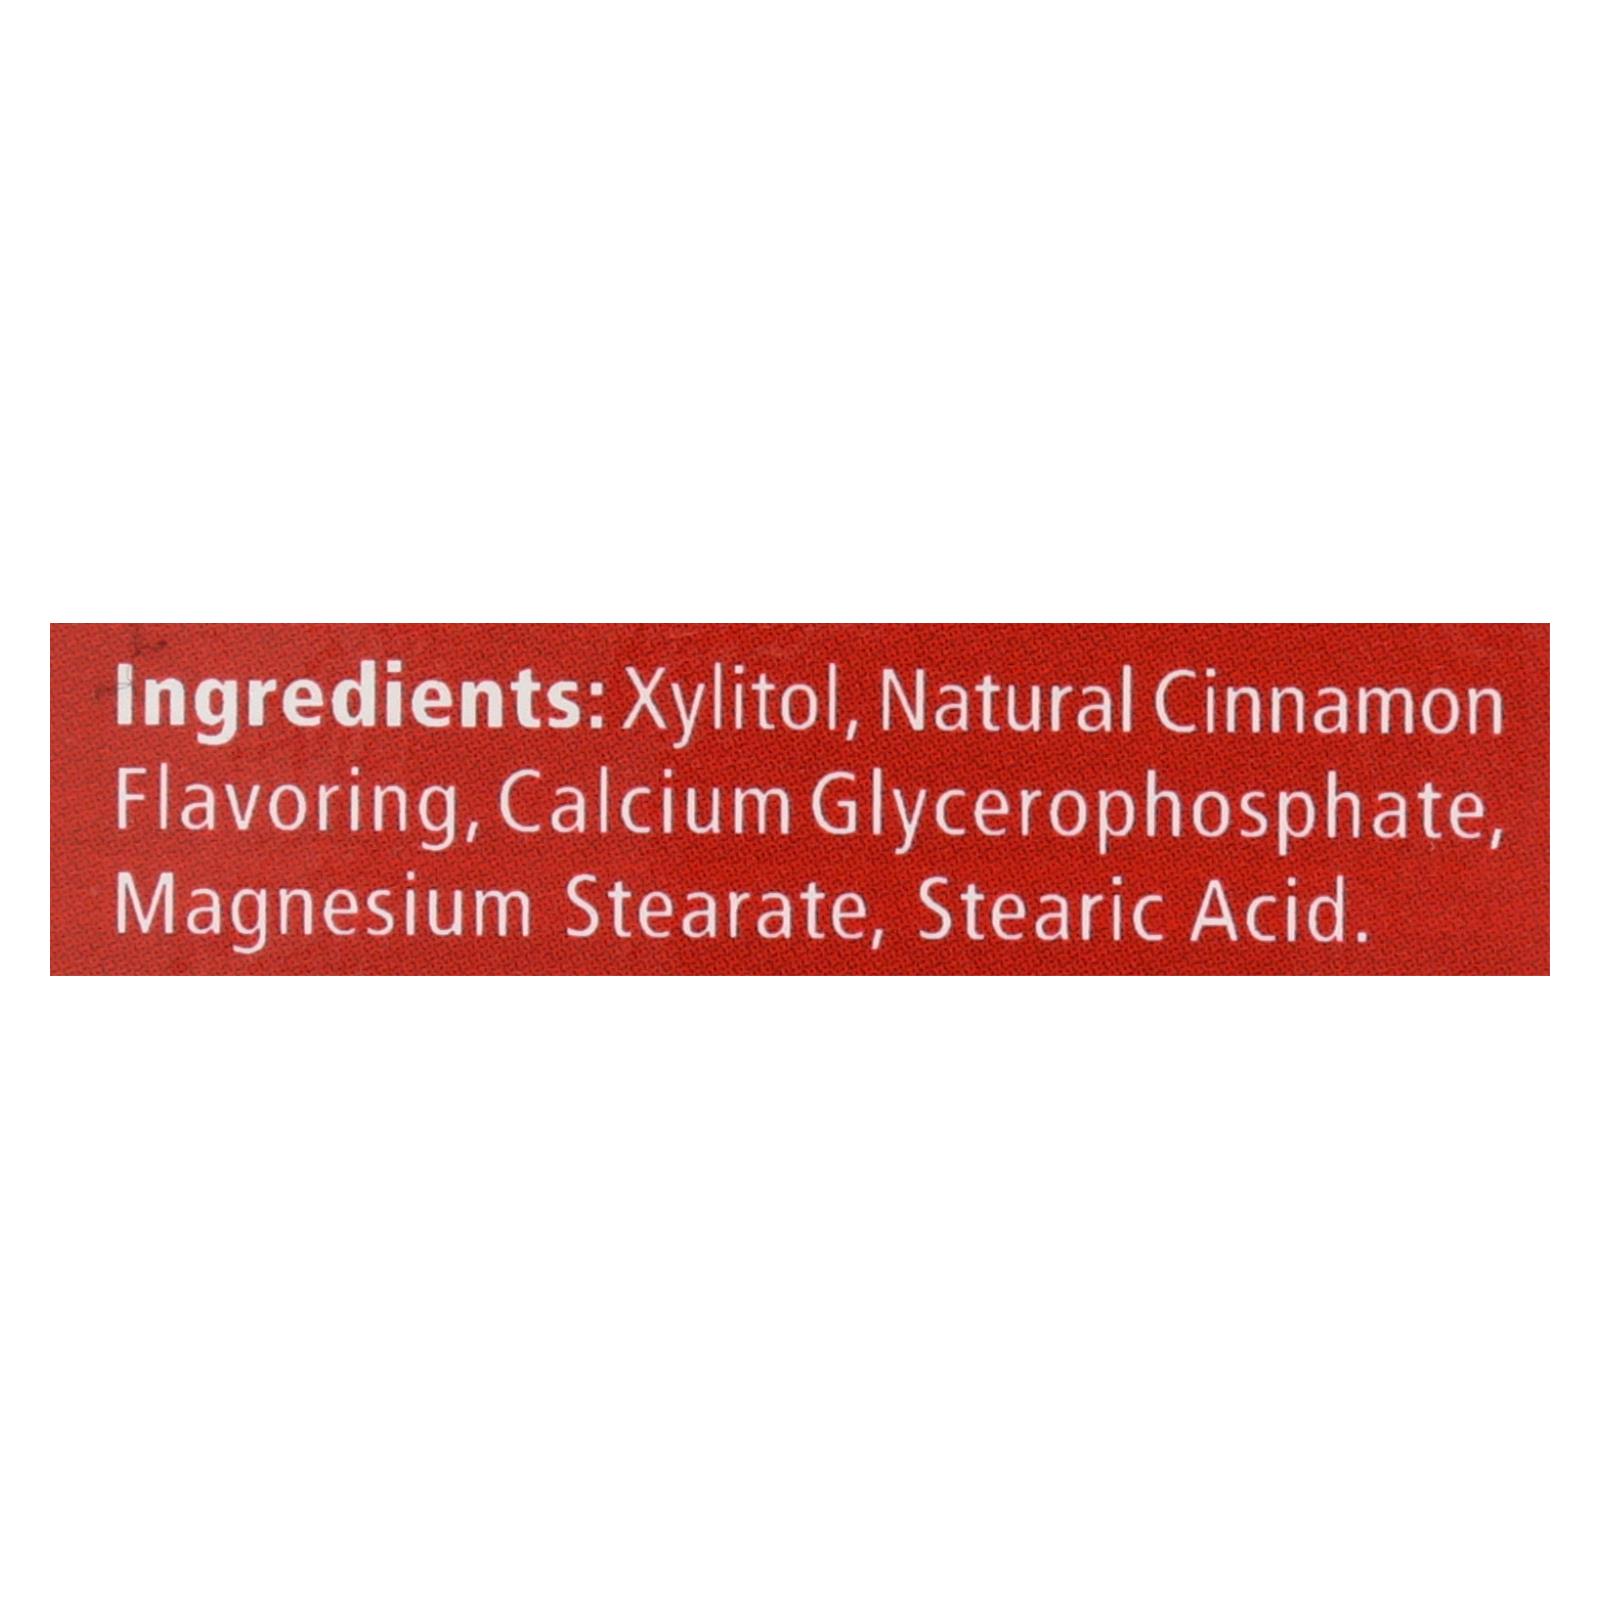 Ingredients: Xylitol, Natural Cinnamon
Flavoring, Calcium Glycerophosphate,
Magnesium Stearate, Stearic Acid.